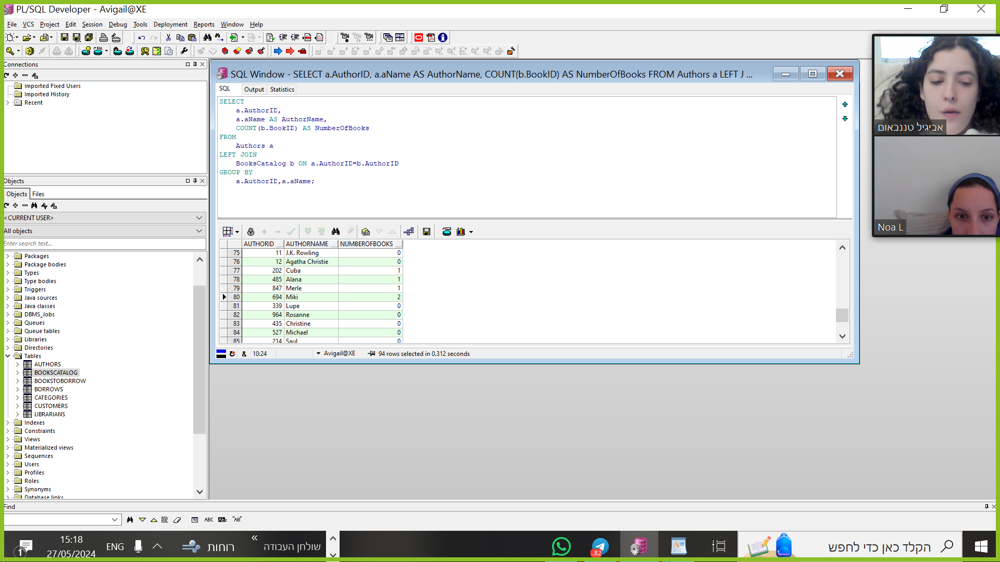 PL/SQL Developer - Avigail@XE
File VCS Project Edit Session Debug Tools Deployment Reports Window Help
Connections
Imported Fixed Users
Imported History
Recent
Objects
Objects Files
<CURRENT USER>
All objects
Enter search text...
Packages
Package bodies
Types
Type bodies
Triggers
Java sources
Java classes
DBMS_Jobs
Queues
Queue tables
Libraries
Directories
Tables
AUTHORS
BOOKSCATALOG
BOOKSTOBORROW
BORROWS
CATEGORIES
CUSTOMERS
LIBRARIANS
Indexes
Constraints
Views
Materialized views
Sequences
Users
Profiles
Roles
Synonyms
Database links
SQL Window - SELECT a.AuthorID, a.aName AS AuthorName, COUNT(b.BookID) AS NumberOfBooks FROM Authors a LEFT J ...
SQL Output Statistics
SELECT
a.AuthorID,
a.aName AS AuthorName,
COUNT(b.BookID) AS NumberOfBooks
FROM
Authors a
LEFT JOIN
BooksCatalog b ON a.AuthorID=b.AuthorID
GROUP BY
a.AuthorID,a.aName;
AUTHORID AUTHORNAME NUMBEROFBOOKS
75 11 J.K. Rowling 0
76 12 Agatha Christie 0
77 202 Cuba 1
78 485 Alana 1
79 847 Merle 1
80 694 Miki 2
81 339 Lupe 0
82 964 Rosanne 0
83 435 Christine 0
84 527 Michael 0
85 214 Saul 0
& 10:24 Avigail@XE 94 rows selected in 0.312 seconds
אביגיל טננבאום
Noa L
Find
ABC "AB"
1
15:18
27/05/2024
ENG
רוחות
שולחן העבודה
82
הקלד כאן כדי לחפש